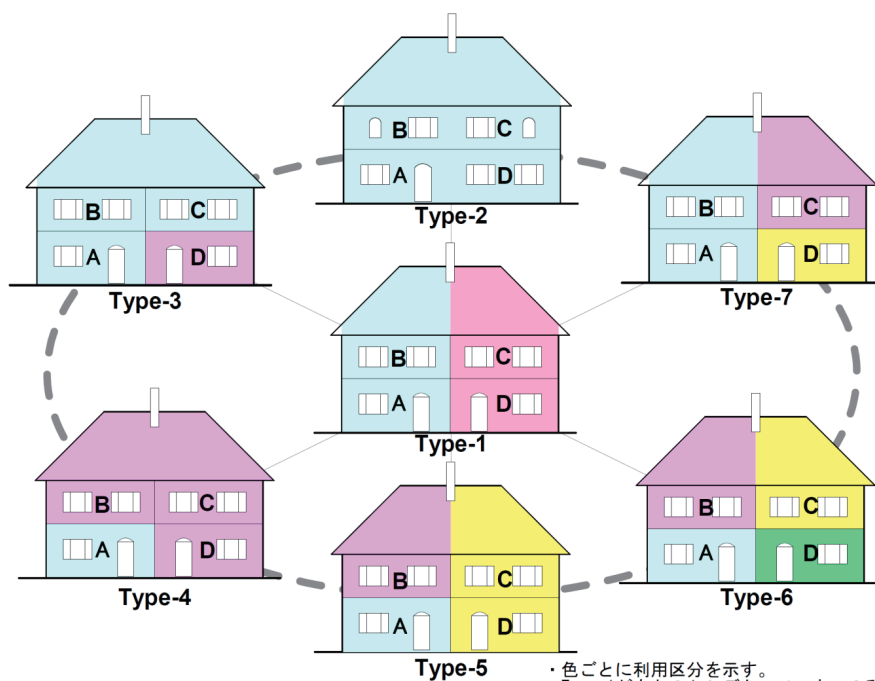 B C
A D
Type-2
B C
A D
Type-3
B C
A D
Type-7
B C
A D
Type-1
B C
A D
Type-4
B C
A D
Type-5
B C
A D
Type-6
・色ごとに利用区分を示す。